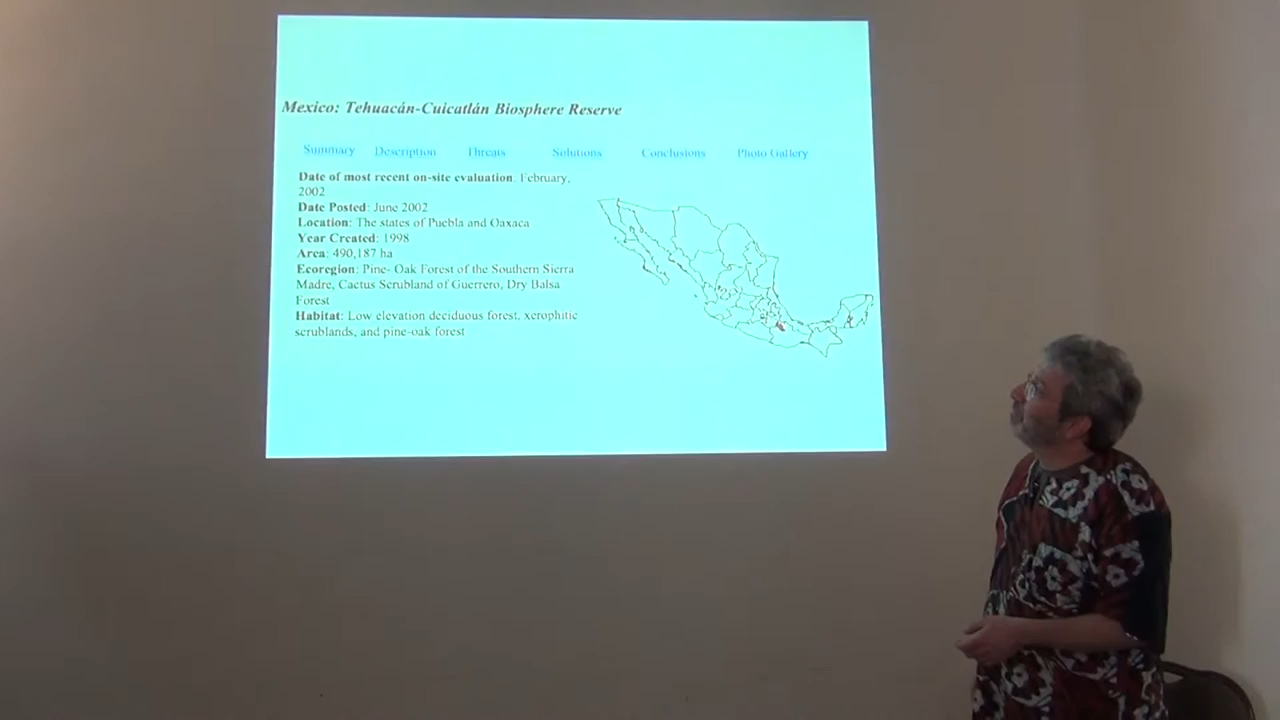 Mexico: Tehuacán-Cuicatlán Biosphere Reserve
Summary Description Threats Solutions Conclusions Photo Gallery
Date of most recent on-site evaluation: February,
2002
Date Posted: June 2002
Location: The states of Puebla and Oaxaca
Year Created: 1998
Area: 490,187 ha
Ecoregion: Pine- Oak Forest of the Southern Sierra
Madre, Cactus Scrubland of Guerrero, Dry Balsa
Forest
Habitat: Low elevation deciduous forest, xerophitic
scrublands, and pine-oak forest